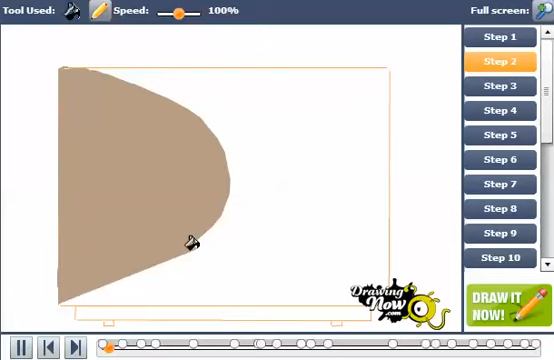 Tool Used: Speed: 100% Full screen:
Step 1
Step 2
Step 3
Step 4
Step 5
Step 6
Step 7
Step 8
Step 9
Step 10
Drawing
Now.com
DRAW IT
NOW!